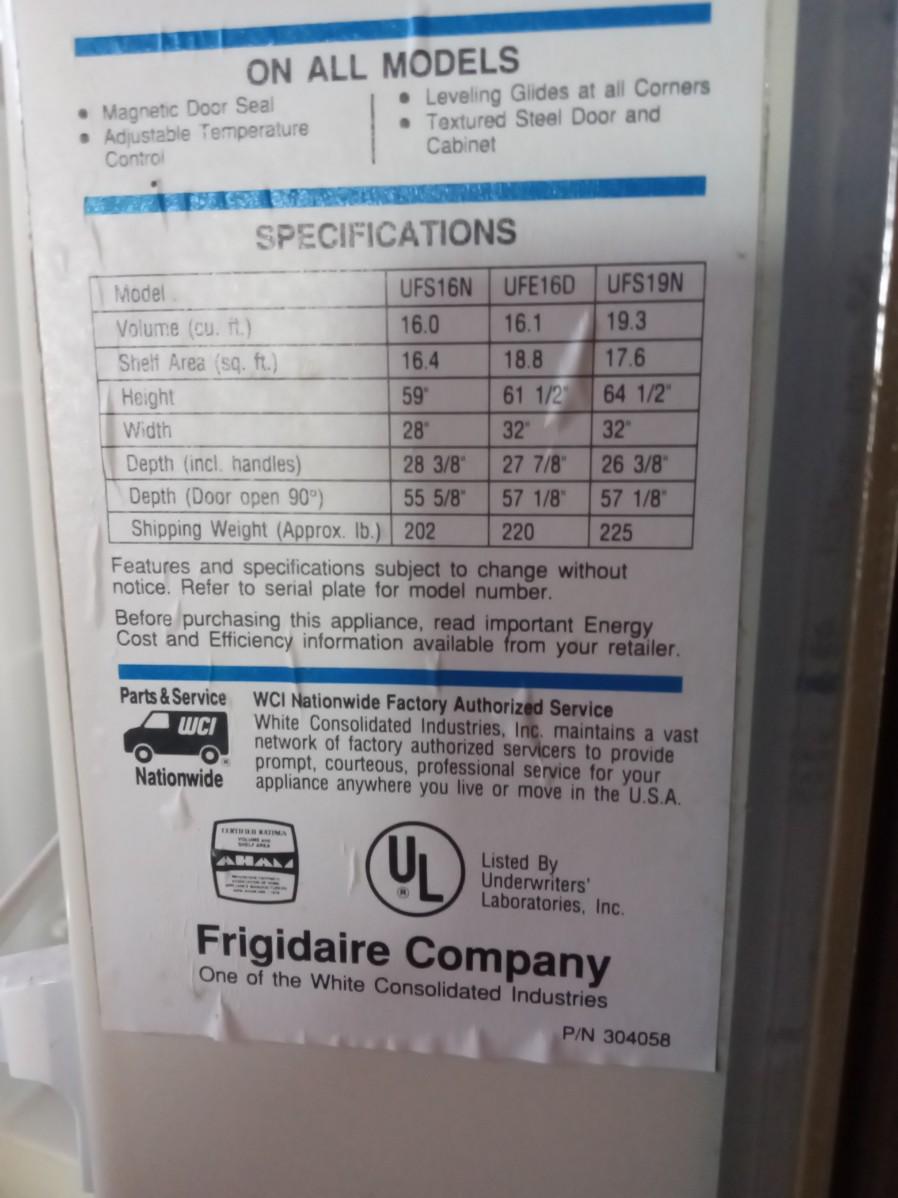 ON ALL MODELS
• Magnetic Door Seal
• Adjustable Temperature
Control
• Leveling Glides at all Corners
• Textured Steel Door and
Cabinet
SPECIFICATIONS
Model UFS16N UFE16D UFS19N
Volume (cu. ft.) 16.0 16.1 19.3
Shelf Area (sq. ft.) 16.4 18.8 17.6
Height 59" 61 1/2" 64 1/2"
Width 28" 32" 32"
Depth (incl. handles) 28 3/8" 27 7/8" 26 3/8"
Depth (Door open 90°) 55 5/8" 57 1/8" 57 1/8"
Shipping Weight (Approx. lb.) 202 220 225
Features and specifications subject to change without
notice. Refer to serial plate for model number.
Before purchasing this appliance, read important Energy
Cost and Efficiency information available from your retailer.
Parts & Service
WCI
®
Nationwide
WCI Nationwide Factory Authorized Service
White Consolidated Industries, Inc. maintains a vast
network of factory authorized servicers to provide
prompt, courteous, professional service for your
appliance anywhere you live or move in the U.S.A.
CERTIFIED RATINGS
VOLUME and
SHELF AREA
AHAM
UL
®
Listed By
Underwriters'
Laboratories, Inc.
Frigidaire Company
One of the White Consolidated Industries
P/N 304058